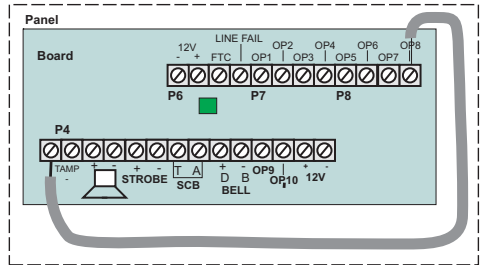 Panel
LINE FAIL
12V OP2 OP4 OP6 OP8
Board
- + FTC OP1 OP3 OP5 OP7
P6 P7 P8
P4
TAMP + - + - T A + - OP9 + -
- STROBE SCB D B OP10 12V
BELL